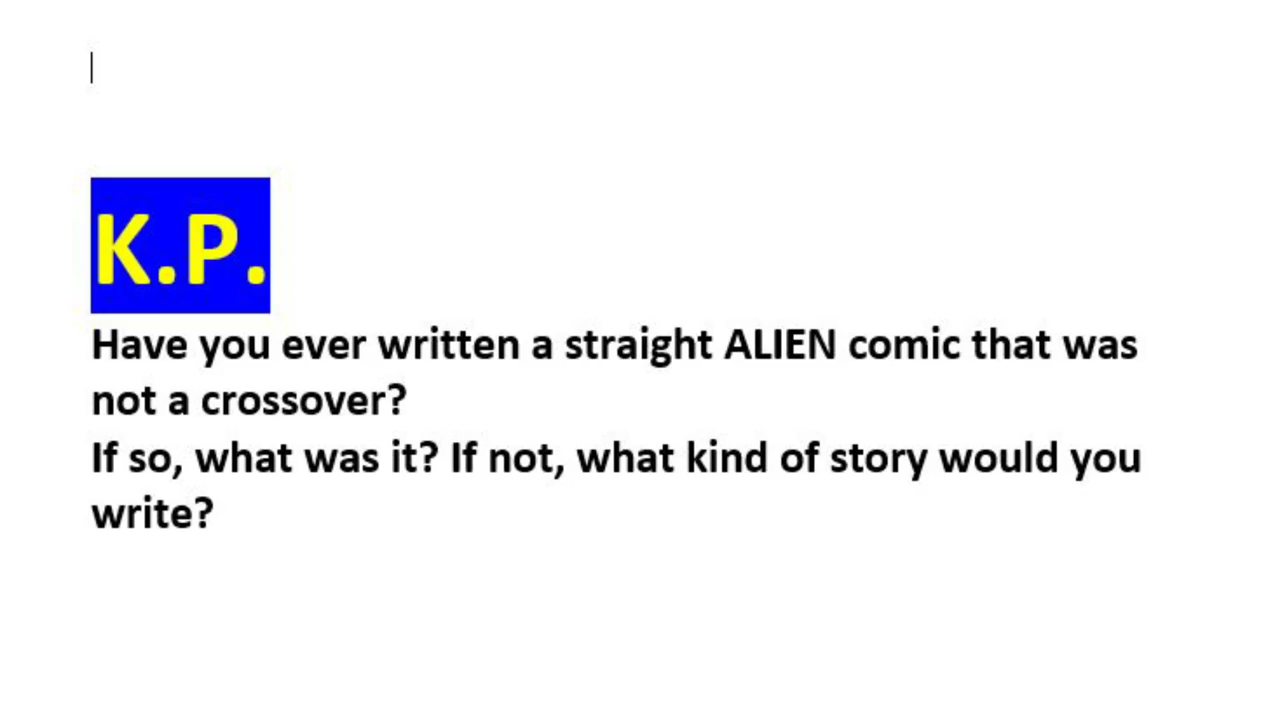 K.P.
Have you ever written a straight ALIEN comic that was
not a crossover?
If so, what was it? If not, what kind of story would you
write?